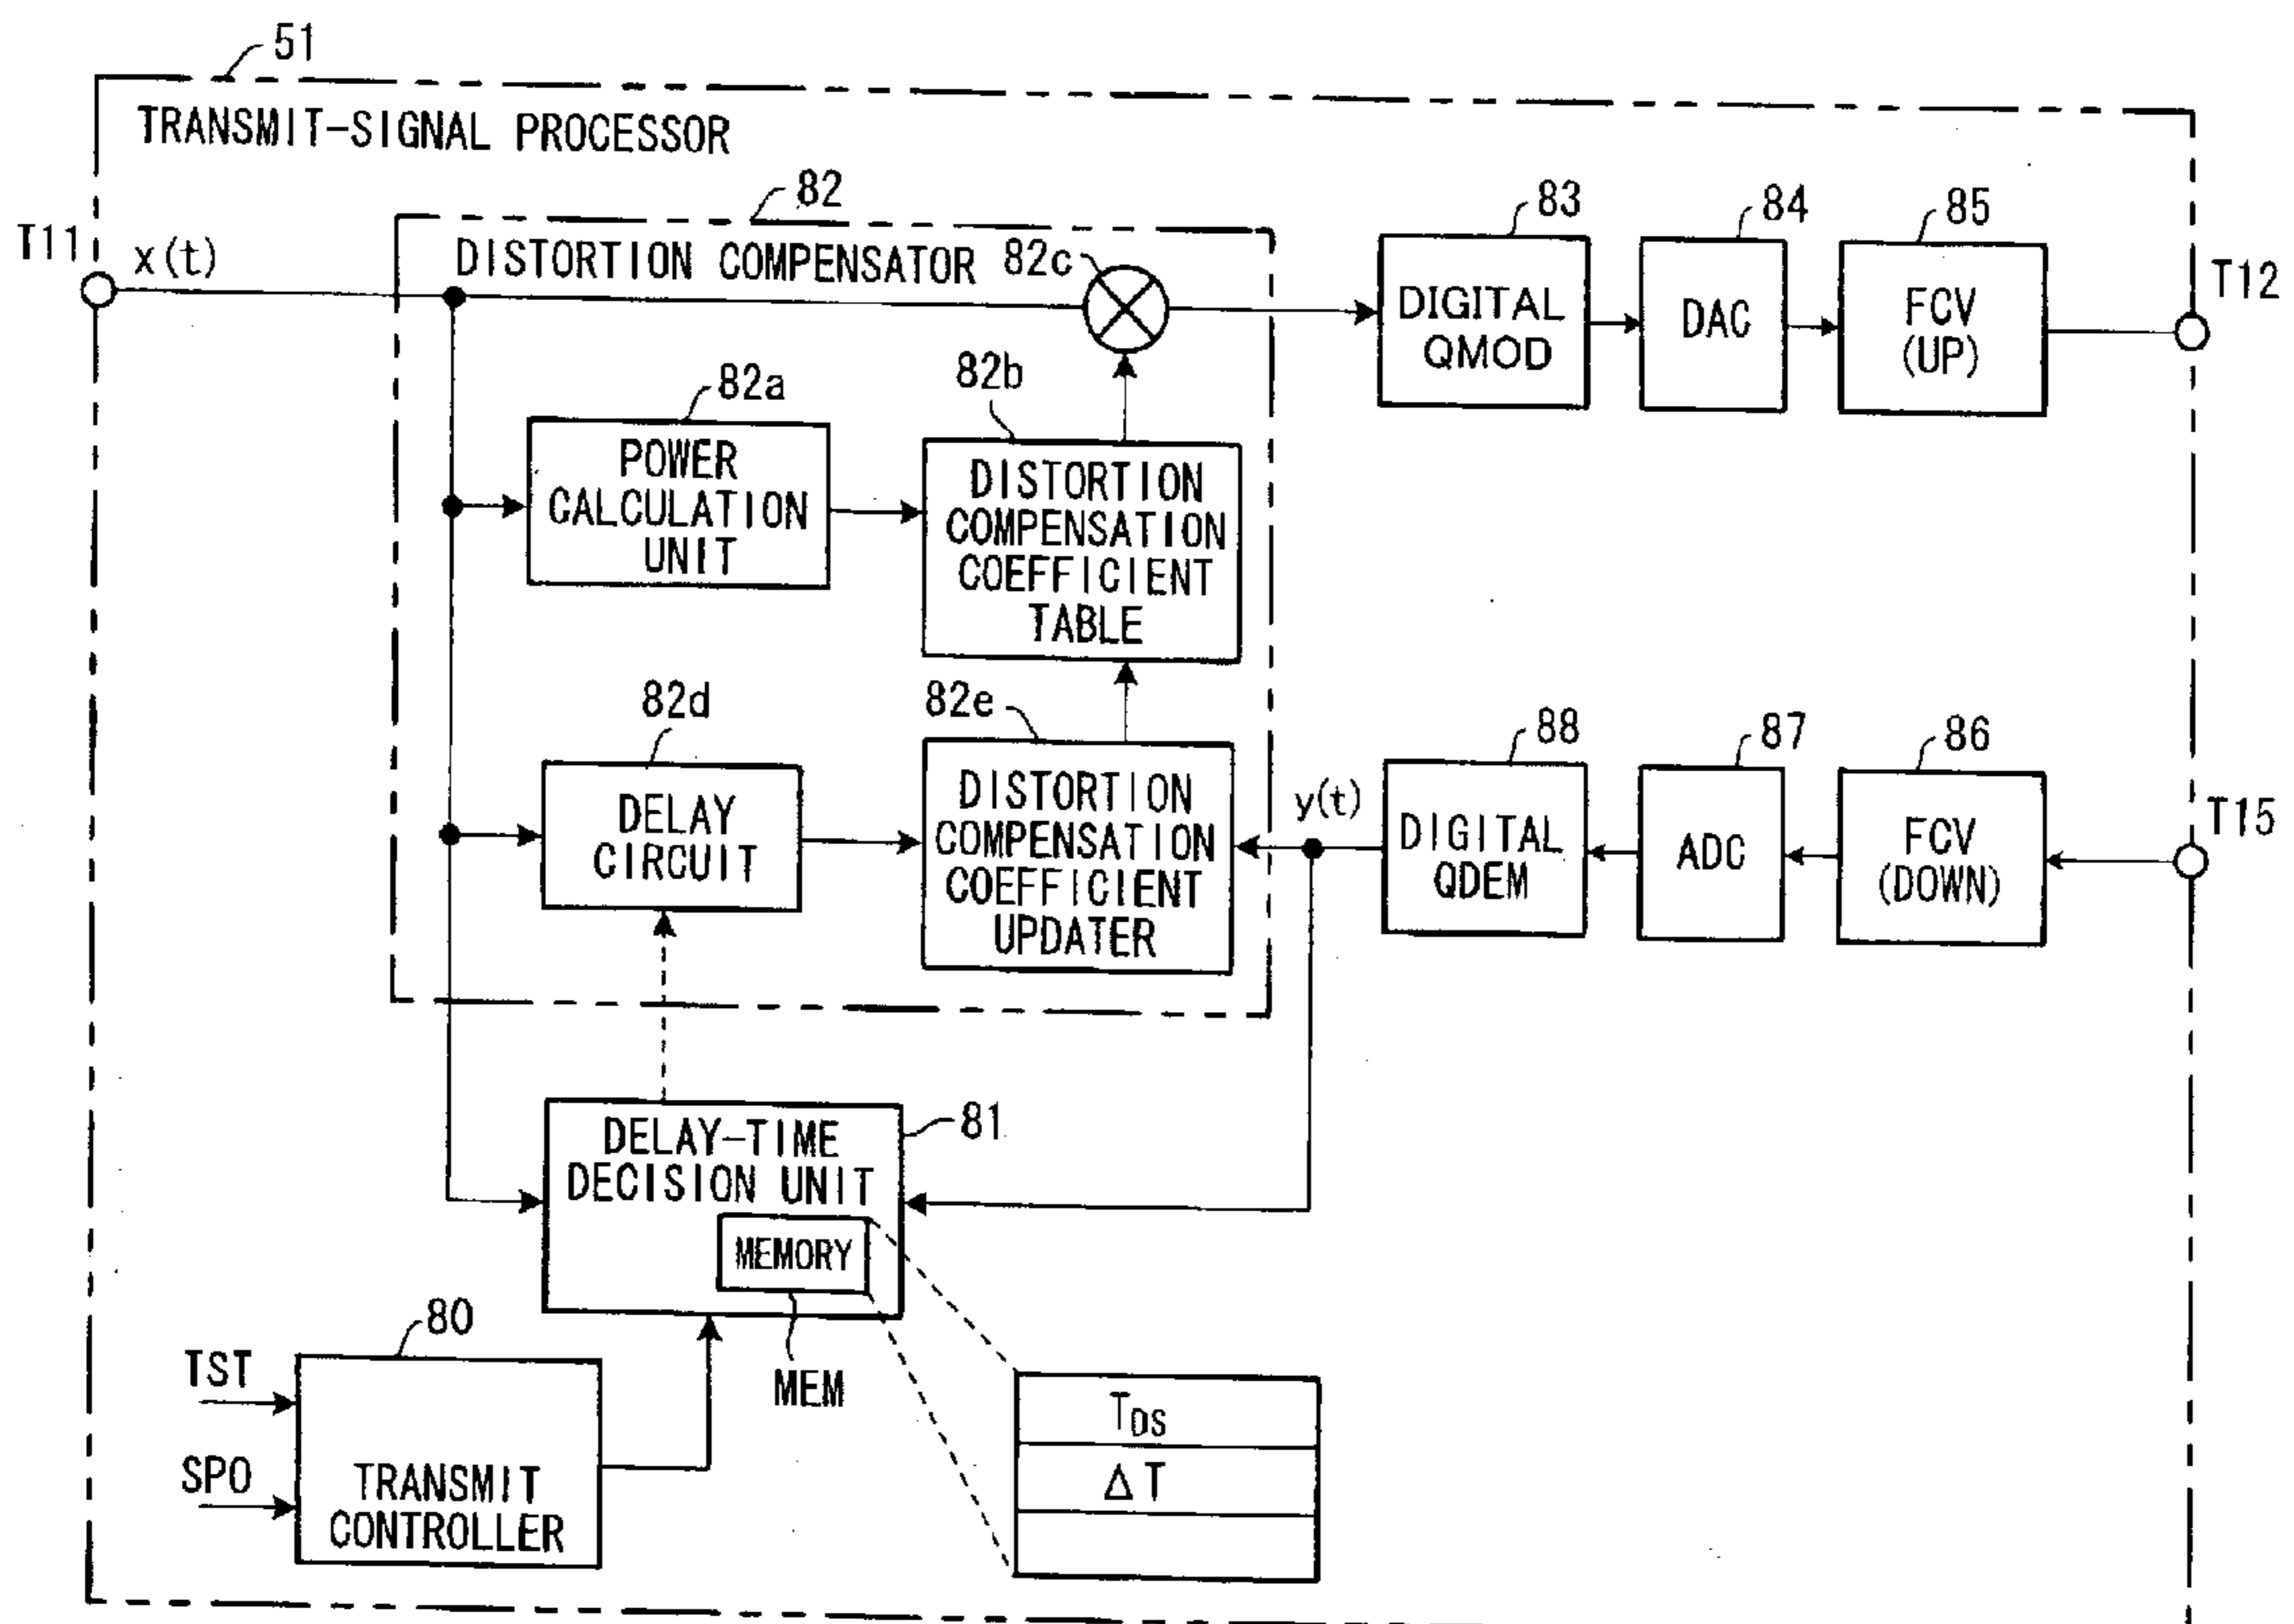 51
TRANSMIT-SIGNAL PROCESSOR
82
T11
x(t)
DISTORTION COMPENSATOR
82c
83
DIGITAL
QMOD
84
DAC
85
FCV
(UP)
T12
82a
POWER
CALCULATION
UNIT
82b
DISTORTION
COMPENSATION
COEFFICIENT
TABLE
82d
DELAY
CIRCUIT
82e
DISTORTION
COMPENSATION
COEFFICIENT
UPDATER
y(t)
88
DIGITAL
QDEM
87
ADC
86
FCV
(DOWN)
T15
81
DELAY-TIME
DECISION UNIT
MEMORY
MEM
80
TST
SPO
TRANSMIT
CONTROLLER
TDS
ΔT